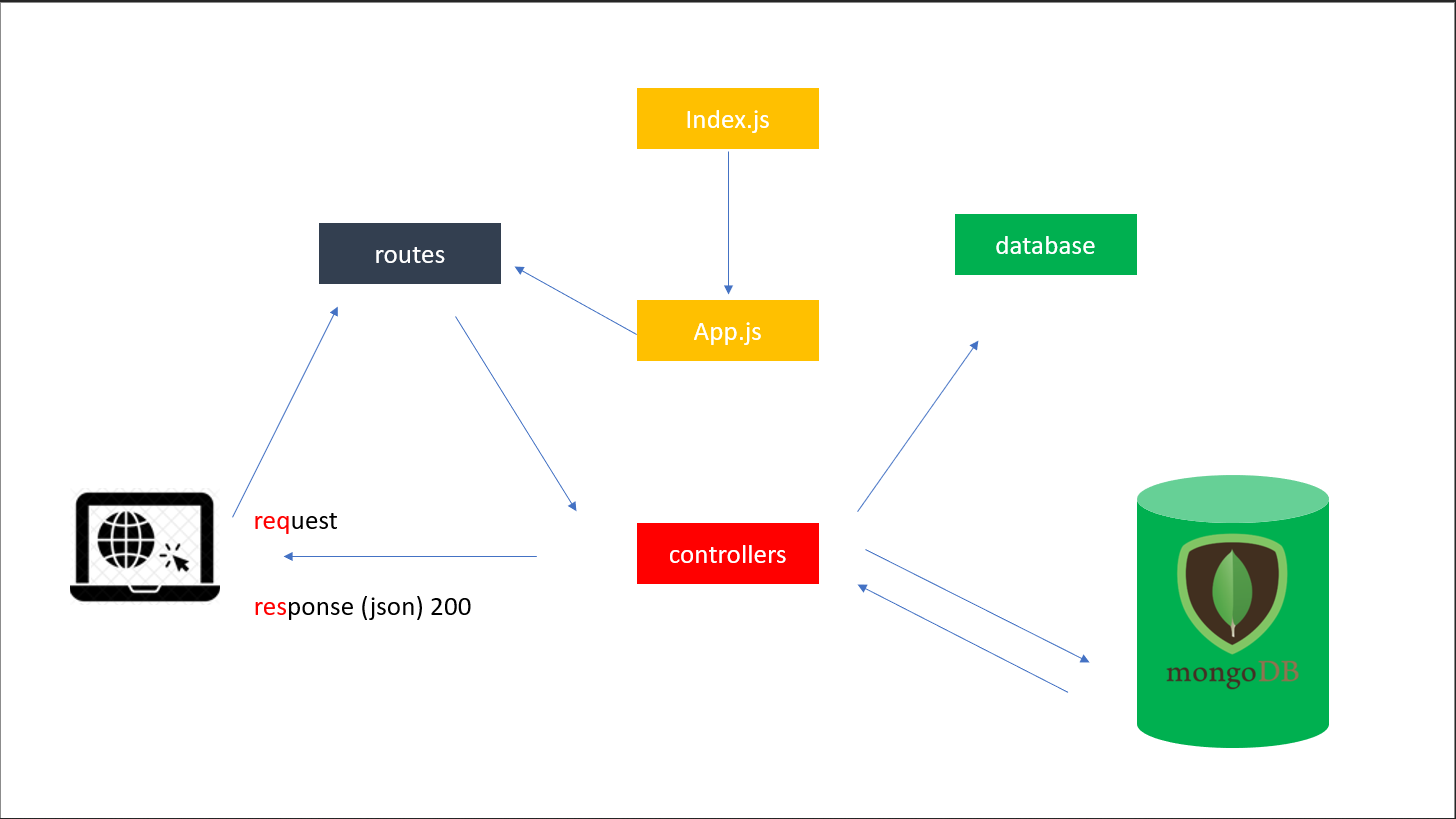 Index.js
routes
database
App.js
request
controllers
response (json) 200
mongoDB